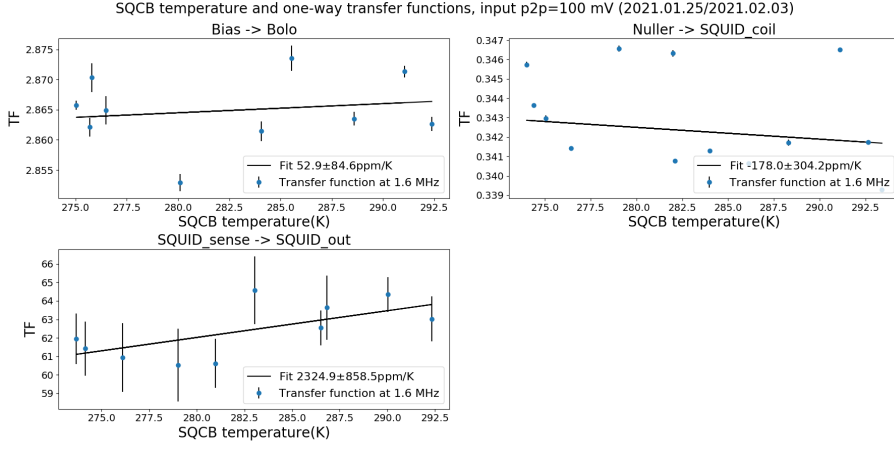 SQCB temperature and one-way transfer functions, input p2p=100 mV (2021.01.25/2021.02.03)
Bias -> Bolo
TF
2.875
2.870
2.865
2.860
2.855
Fit 52.9±84.6ppm/K
Transfer function at 1.6 MHz
275.0 277.5 280.0 282.5 285.0 287.5 290.0 292.5
SQCB temperature(K)
Nuller -> SQUID_coil
TF
0.347
0.346
0.345
0.344
0.343
0.342
0.341
0.340
0.339
Fit -178.0±304.2ppm/K
Transfer function at 1.6 MHz
275.0 277.5 280.0 282.5 285.0 287.5 290.0 292.5
SQCB temperature(K)
SQUID_sense -> SQUID_out
TF
66
65
64
63
62
61
60
59
Fit 2324.9±858.5ppm/K
Transfer function at 1.6 MHz
275.0 277.5 280.0 282.5 285.0 287.5 290.0 292.5
SQCB temperature(K)